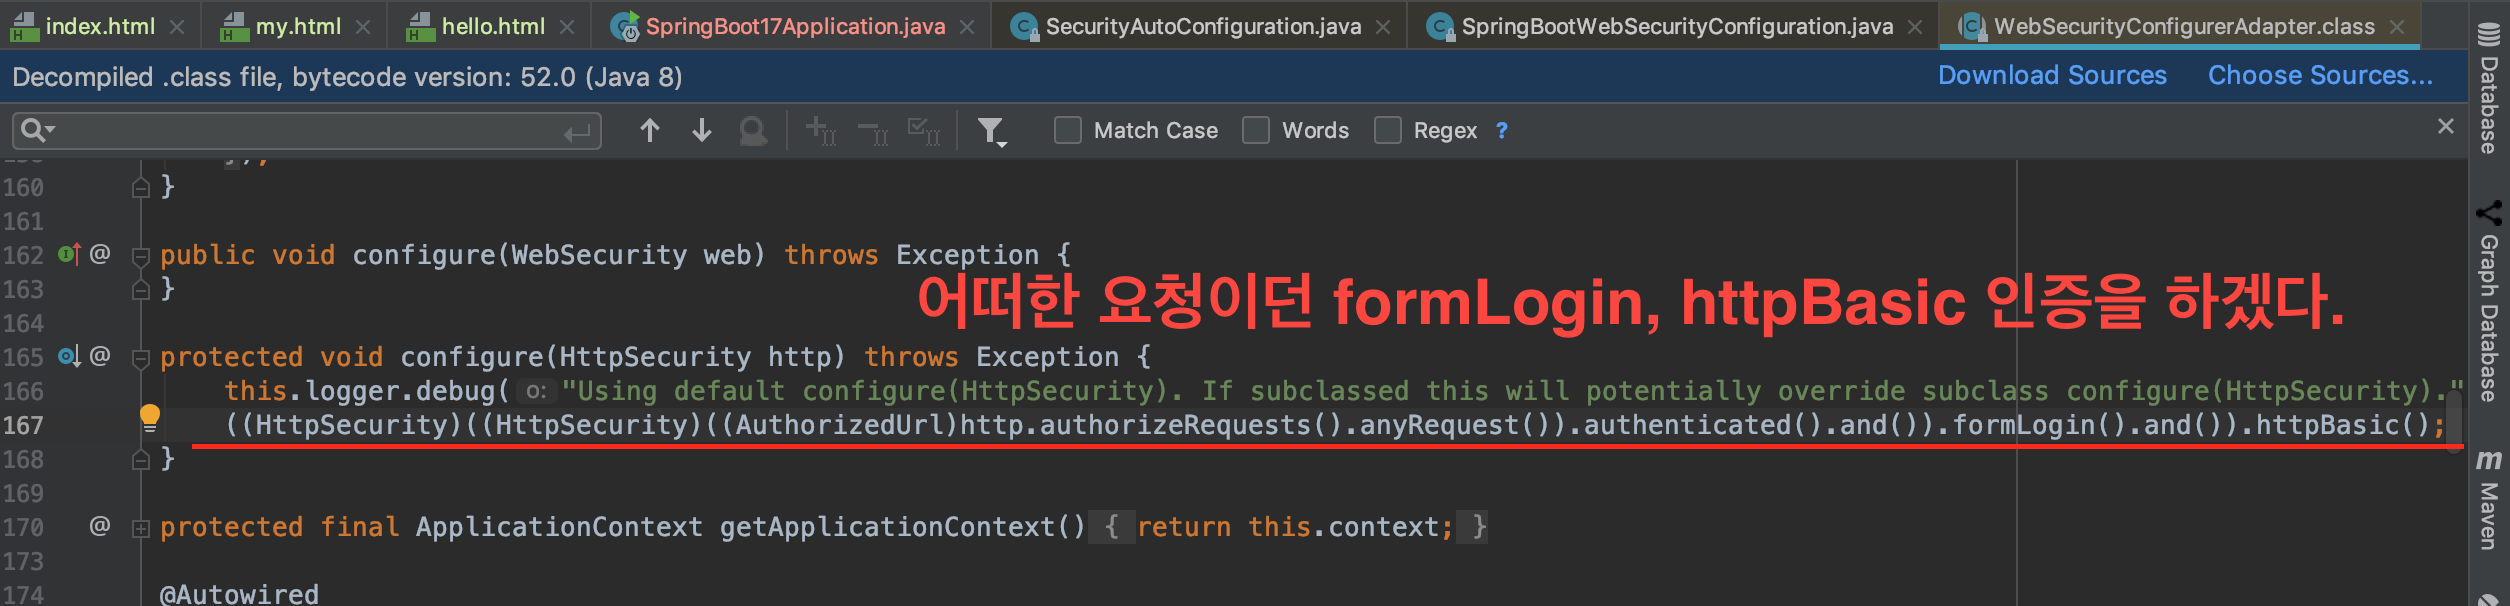 index.html
my.html
hello.html
SpringBoot17Application.java
SecurityAutoConfiguration.java
SpringBootWebSecurityConfiguration.java
WebSecurityConfigurerAdapter.class
Decompiled .class file, bytecode version: 52.0 (Java 8)
Download Sources
Choose Sources...
Match Case
Words
Regex
?
160 }
161
162 @ public void configure(WebSecurity web) throws Exception {
163 }
어떠한 요청이던 formLogin, httpBasic 인증을 하겠다.
164
165 @ protected void configure(HttpSecurity http) throws Exception {
166 this.logger.debug( o: "Using default configure(HttpSecurity). If subclassed this will potentially override subclass configure(HttpSecurity)."
167 ((HttpSecurity)((HttpSecurity)((AuthorizedUrl)http.authorizeRequests().anyRequest()).authenticated().and()).formLogin().and()).httpBasic();
168 }
169
170 @ protected final ApplicationContext getApplicationContext() { return this.context; }
173
174 @Autowired
Database
Graph Database
m Maven